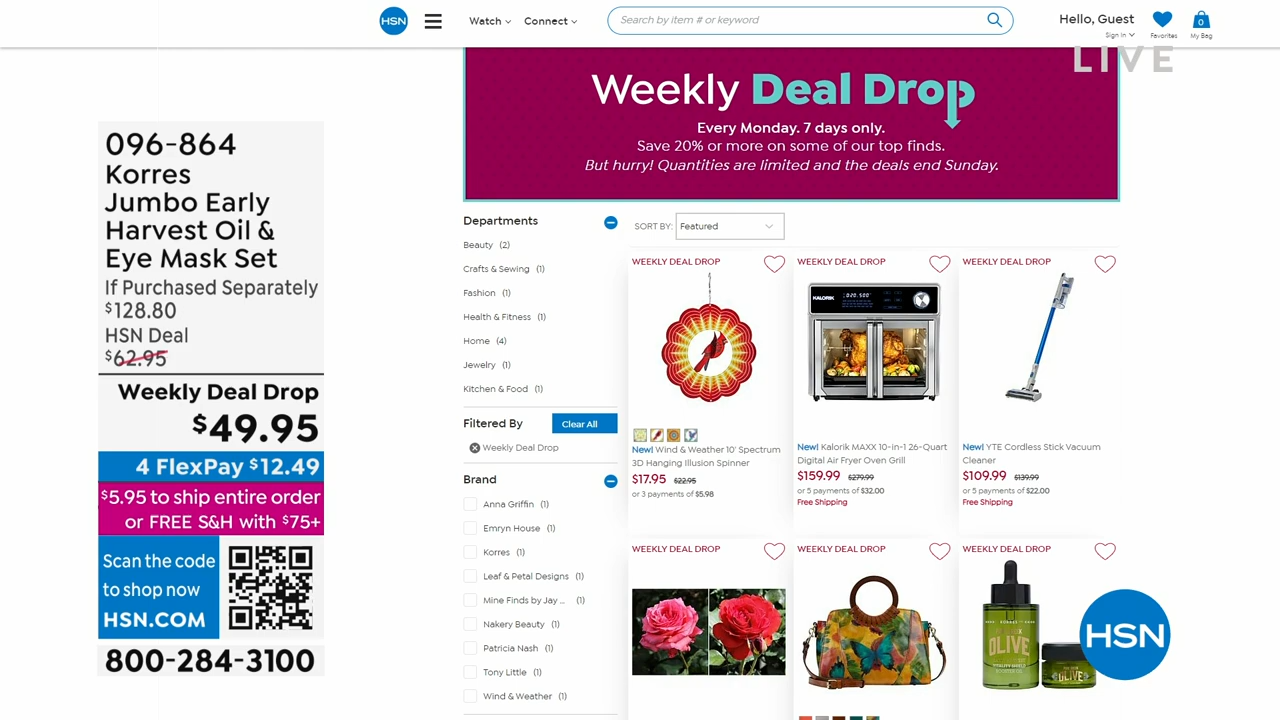 HSN
Watch
Connect
Search by item # or keyword
Hello, Guest
Sign In
Favorites
0
My Bag
LIVE
Weekly Deal Drop
Every Monday. 7 days only.
Save 20% or more on some of our top finds.
But hurry! Quantities are limited and the deals end Sunday.
096-864
Korres
Jumbo Early
Harvest Oil &
Eye Mask Set
If Purchased Separately
$128.80
HSN Deal
$62.95
Weekly Deal Drop
$49.95
4 FlexPay $12.49
$5.95 to ship entire order
or FREE S&H with $75+
Scan the code
to shop now
HSN.COM
800-284-3100
Departments
Beauty (2)
Crafts & Sewing (1)
Fashion (1)
Health & Fitness (1)
Home (4)
Jewelry (1)
Kitchen & Food (1)
Filtered By
Clear All
Weekly Deal Drop
Brand
Anna Griffin (1)
Emryn House (1)
Korres (1)
Leaf & Petal Designs (1)
Mine Finds by Jay ... (1)
Nakery Beauty (1)
Patricia Nash (1)
Tony Little (1)
Wind & Weather (1)
SORT BY: Featured
WEEKLY DEAL DROP
New! Wind & Weather 10' Spectrum
3D Hanging Illusion Spinner
$17.95 $22.95
or 3 payments of $5.98
WEEKLY DEAL DROP
KALORIK
New! Kalorik MAXX 10-in-1 26-Quart
Digital Air Fryer Oven Grill
$159.99 $279.99
or 5 payments of $32.00
Free Shipping
WEEKLY DEAL DROP
New! YTE Cordless Stick Vacuum
Cleaner
$109.99 $139.99
or 5 payments of $22.00
Free Shipping
WEEKLY DEAL DROP
WEEKLY DEAL DROP
WEEKLY DEAL DROP
OLIVE
OLIVE
HSN